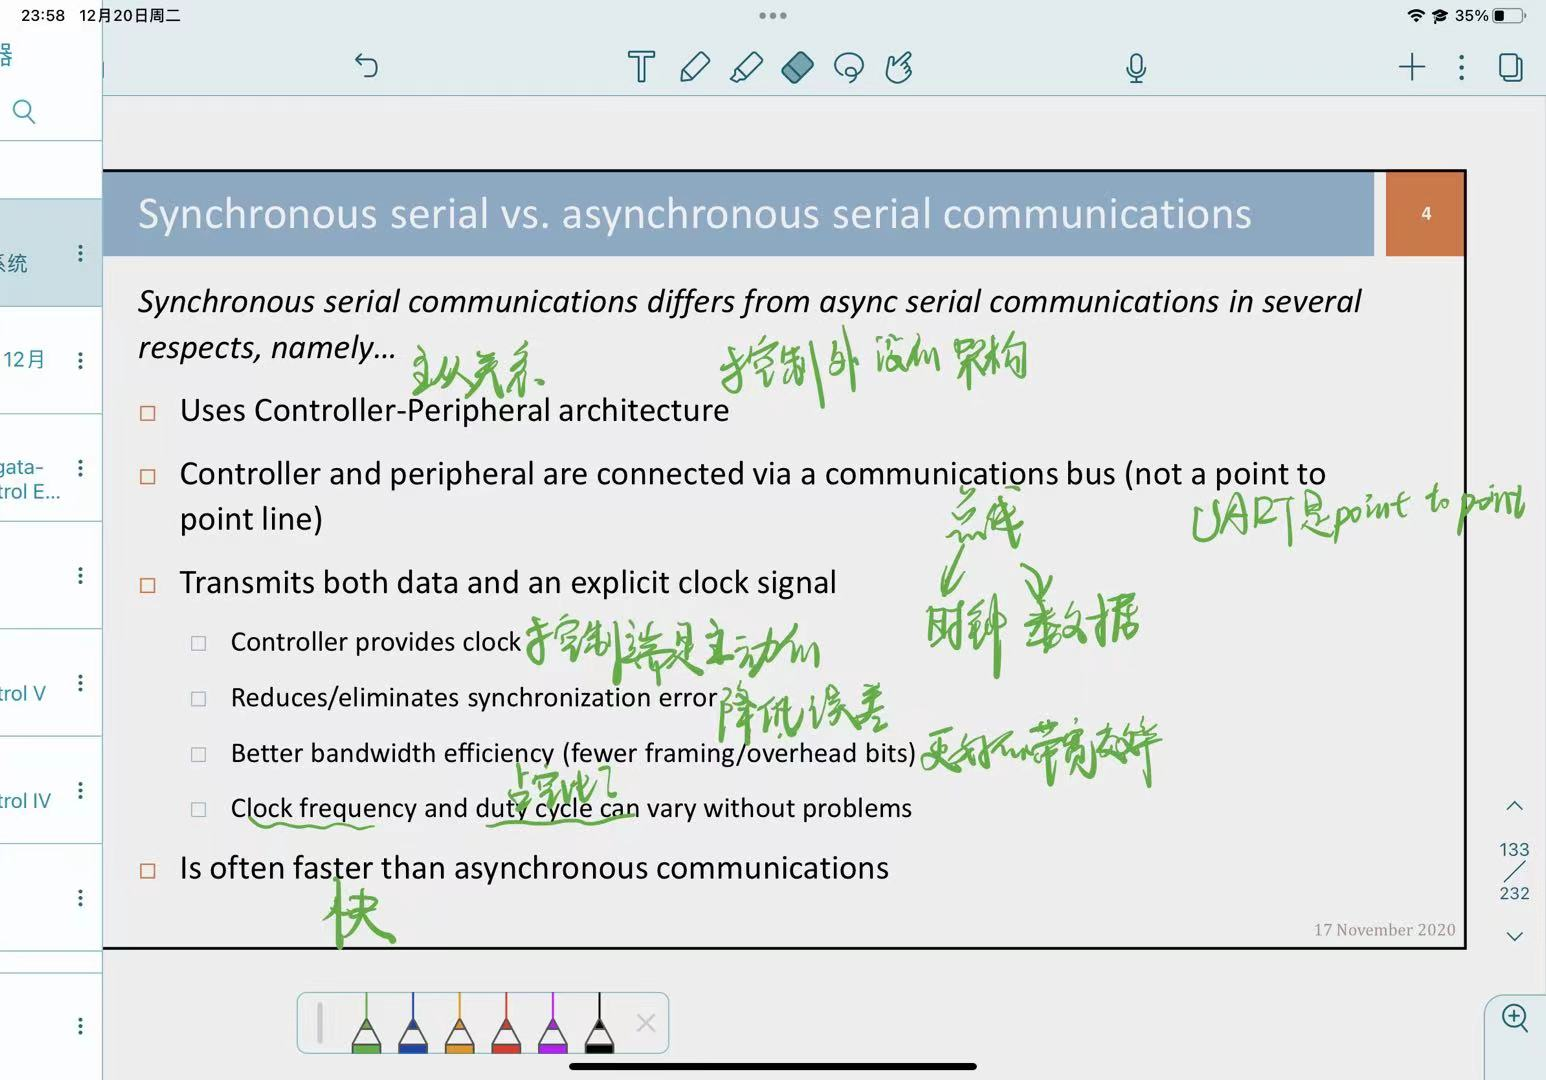 23:58 12月20日周二
35%
器
系统
12月
gata-
trol E...
trol V
trol IV
Synchronous serial vs. asynchronous serial communications
4
Synchronous serial communications differs from async serial communications in several
respects, namely...
主从关系
控制外设的架构
Uses Controller-Peripheral architecture
Controller and peripheral are connected via a communications bus (not a point to
point line)
总线
UART是point to point
Transmits both data and an explicit clock signal
时钟 数据
Controller provides clock
控制端是主动的
Reduces/eliminates synchronization error
降低误差
Better bandwidth efficiency (fewer framing/overhead bits)
更好的带宽效率
占空比?
Clock frequency and duty cycle can vary without problems
Is often faster than asynchronous communications
快
17 November 2020
133
232